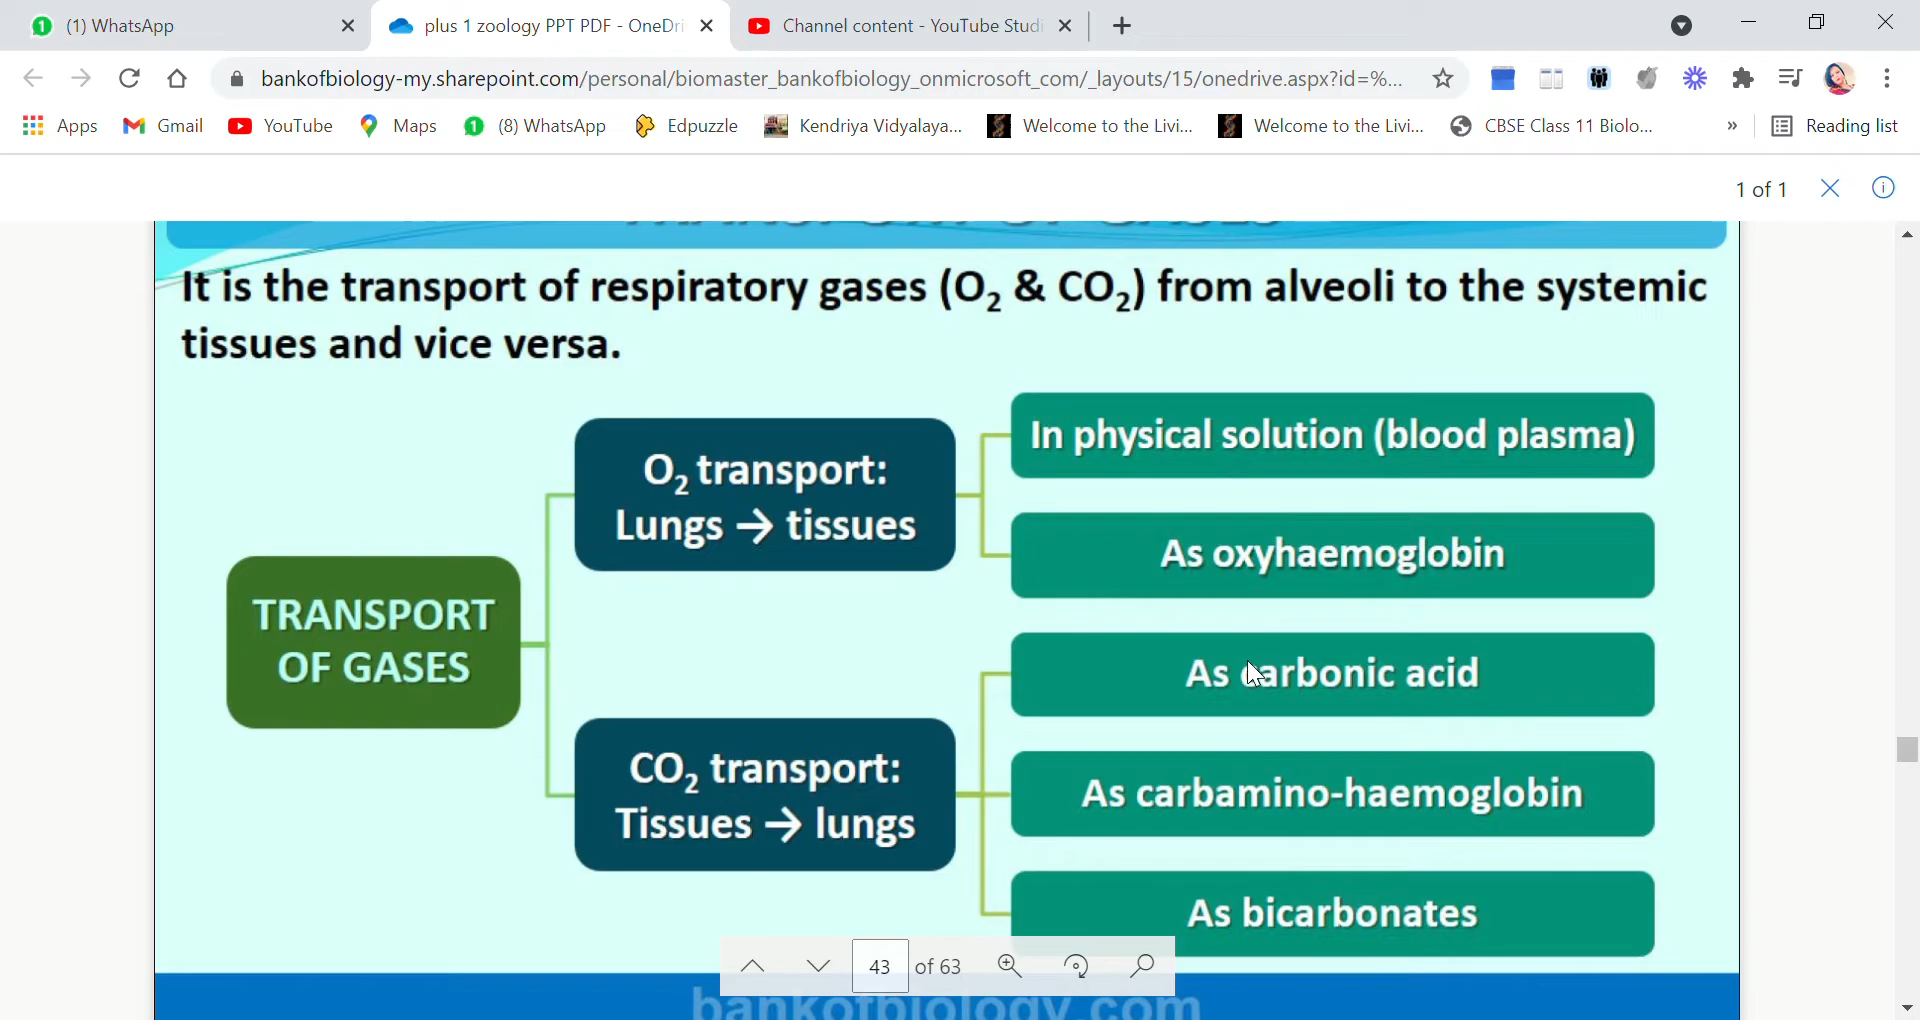 (1) WhatsApp
plus 1 zoology PPT PDF - OneDri
Channel content - YouTube Studi
bankofbiology-my.sharepoint.com/personal/biomaster_bankofbiology_onmicrosoft_com/_layouts/15/onedrive.aspx?id=%...
Apps Gmail YouTube Maps (8) WhatsApp Edpuzzle Kendriya Vidyalaya... Welcome to the Livi... Welcome to the Livi... CBSE Class 11 Biolo... » Reading list
1 of 1
TRANSPORT OF GASES
It is the transport of respiratory gases (O₂ & CO₂) from alveoli to the systemic
tissues and vice versa.
TRANSPORT
OF GASES
O₂ transport:
Lungs → tissues
In physical solution (blood plasma)
As oxyhaemoglobin
CO₂ transport:
Tissues → lungs
As carbonic acid
As carbamino-haemoglobin
As bicarbonates
43 of 63
bankofbiology.com